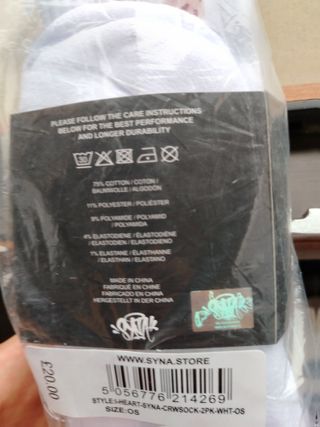 PLEASE FOLLOW THE CARE INSTRUCTIONS
BELOW FOR THE BEST PERFORMANCE
AND LONGER DURABILITY
30
75% COTTON / COTON /
BAUMWOLLE / ALGODÓN
11% POLYESTER / POLIÉSTER
9% POLYAMIDE / POLYAMID /
POLYAMIDA
4% ELASTODIENE / ELASTODIÈNE
/ ELASTODIEN / ELASTODIENO
1% ELASTANE / ÉLASTHANNE
/ ELASTHAN / ELASTANO
MADE IN CHINA
FABRIQUÉ EN CHINE
FABRICADO EN CHINA
HERGESTELLT IN DER CHINA
SYNA
WWW.SYNA.STORE
£20.00
5 056776 214269
STYLE:I-HEART-SYNA-CRWSOCK-2PK-WHT-OS
SIZE:OS